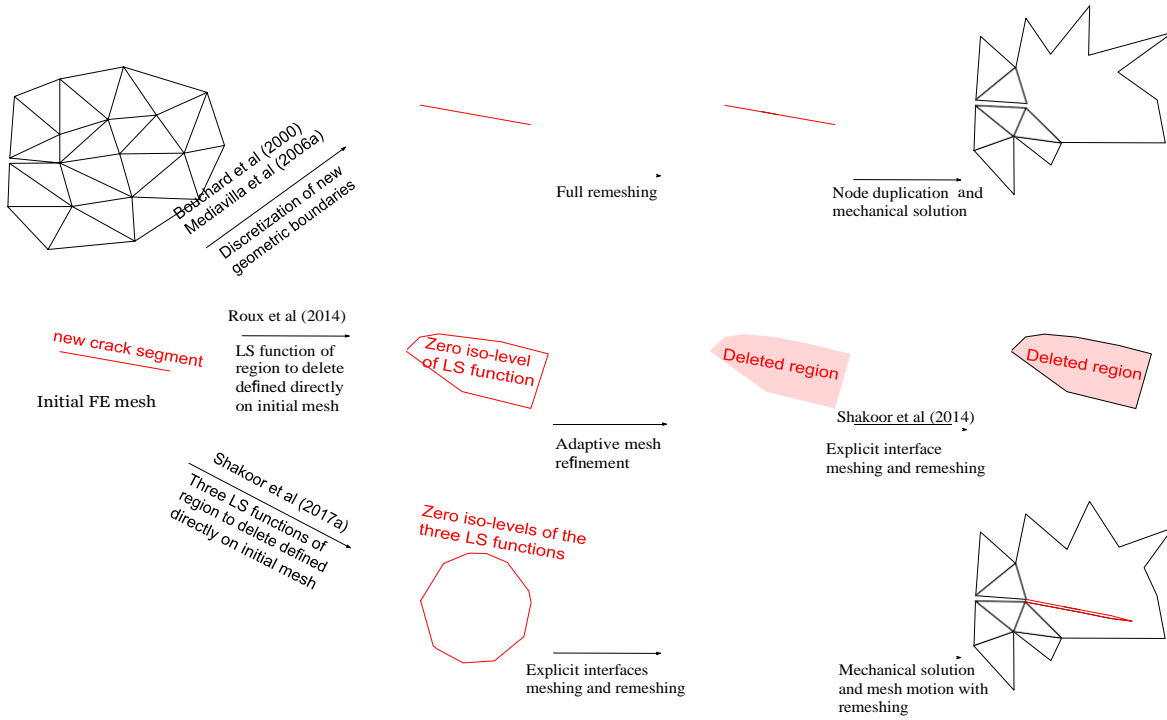 Bouchard et al (2000)
Mediavilla et al (2006a)
Discretization of new
geometric boundaries
Full remeshing
Node duplication and
mechanical solution
new crack segment
Initial FE mesh
Roux et al (2014)
LS function of
region to delete
defined directly
on initial mesh
Zero iso-level
of LS function
Adaptive mesh
refinement
Deleted region
Shakoor et al (2014)
Explicit interface
meshing and remeshing
Deleted region
Shakoor et al (2017a)
Three LS functions of
region to delete defined
directly on initial mesh
Zero iso-levels of the
three LS functions
Explicit interfaces
meshing and remeshing
Mechanical solution
and mesh motion with
remeshing